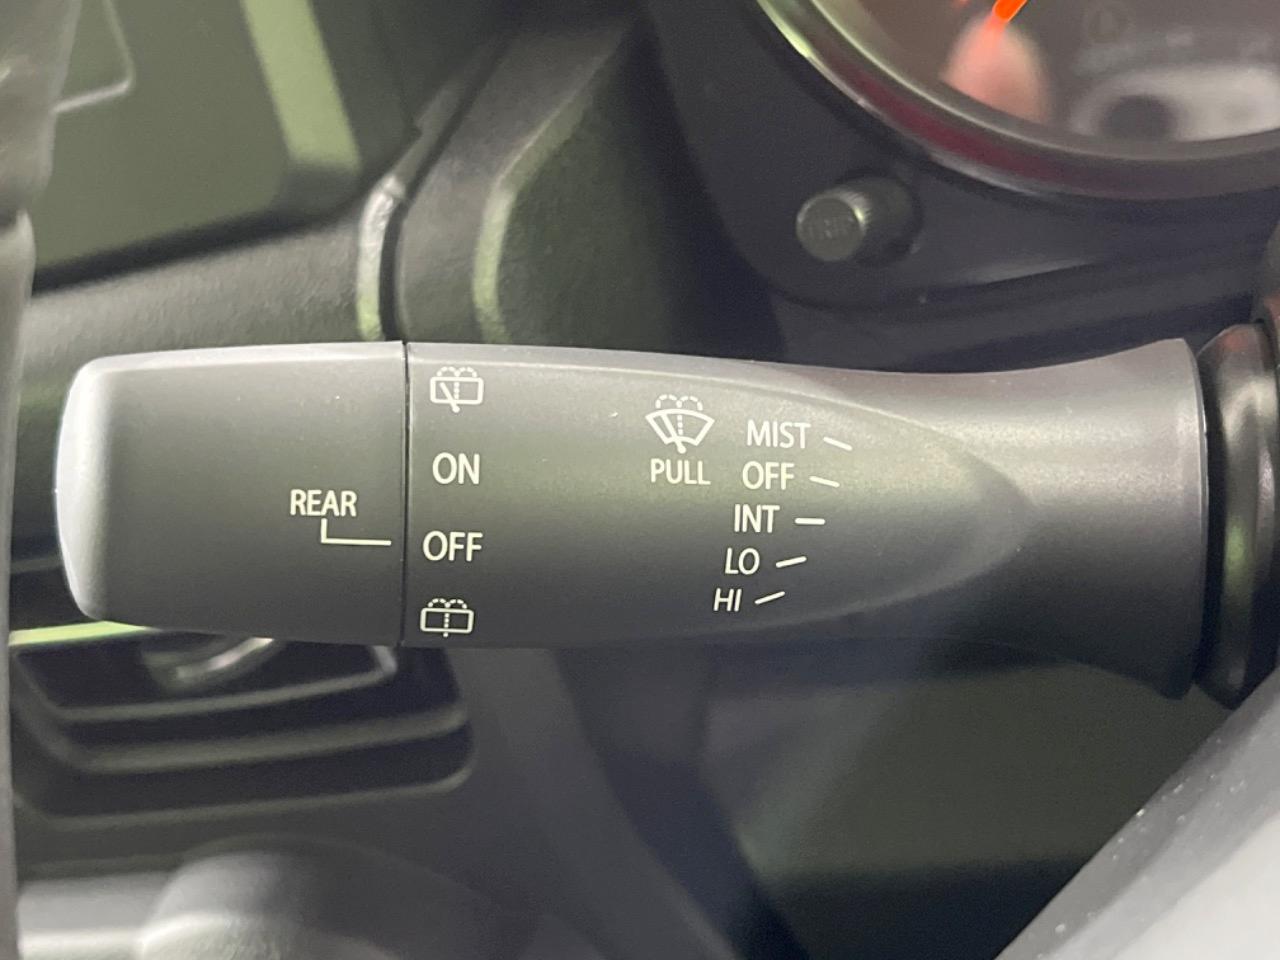 REAR
ON
OFF
PULL
MIST
OFF
INT
LO
HI